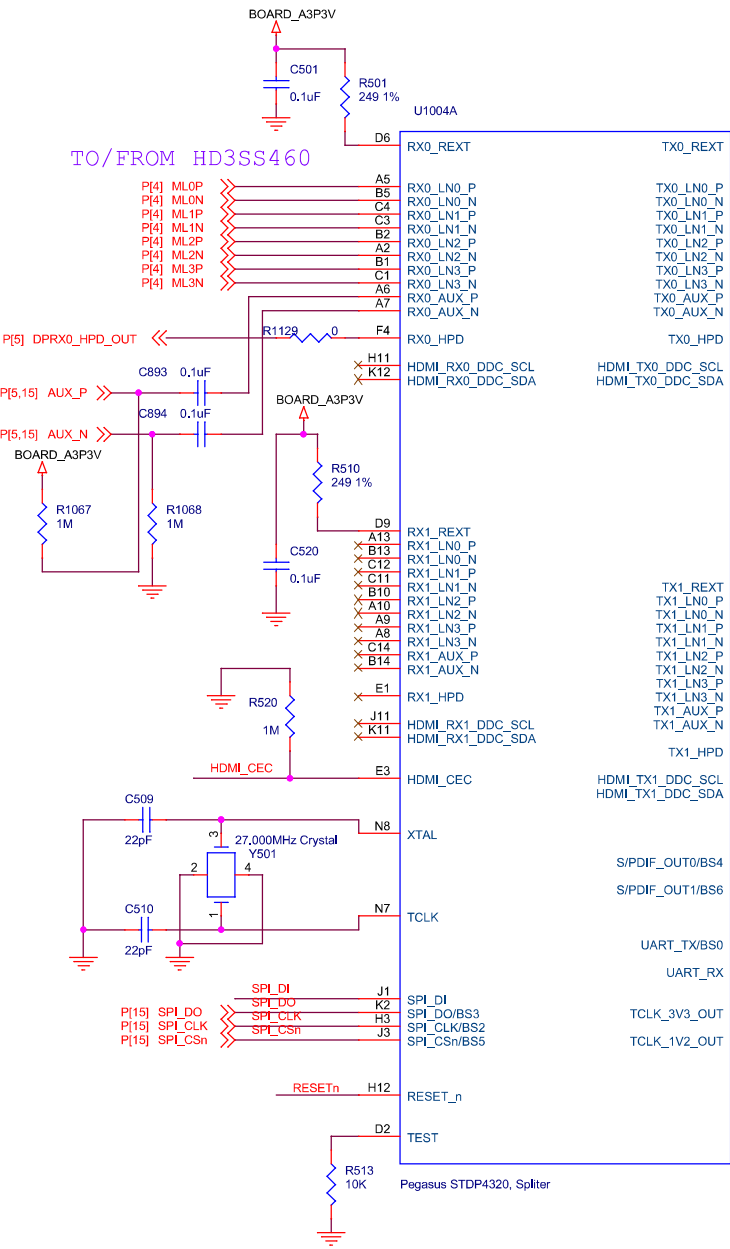 BOARD_A3P3V
C501
0.1uF
R501
249 1%
U1004A
TO/FROM HD3SS460
D6 RX0_REXT TX0_REXT
P[4] ML0P A5 RX0_LN0_P TX0_LN0_P
P[4] ML0N B5 RX0_LN0_N TX0_LN0_N
P[4] ML1P C4 RX0_LN1_P TX0_LN1_P
P[4] ML1N C3 RX0_LN1_N TX0_LN1_N
P[4] ML2P B2 RX0_LN2_P TX0_LN2_P
P[4] ML2N A2 RX0_LN2_N TX0_LN2_N
P[4] ML3P B1 RX0_LN3_P TX0_LN3_P
P[4] ML3N C1 RX0_LN3_N TX0_LN3_N
A6 RX0_AUX_P TX0_AUX_P
A7 RX0_AUX_N TX0_AUX_N
P[5] DPRX0_HPD_OUT R1129 0 F4 RX0_HPD TX0_HPD
H11 HDMI_RX0_DDC_SCL HDMI_TX0_DDC_SCL
K12 HDMI_RX0_DDC_SDA HDMI_TX0_DDC_SDA
C893 0.1uF
P[5,15] AUX_P
C894 0.1uF
P[5,15] AUX_N
BOARD_A3P3V
BOARD_A3P3V
R510
249 1%
R1067
1M
R1068
1M
C520
0.1uF
D9 RX1_REXT
A13 RX1_LN0_P
B13 RX1_LN0_N
C12 RX1_LN1_P
C11 RX1_LN1_N
B10 RX1_LN2_P
A10 RX1_LN2_N
A9 RX1_LN3_P
A8 RX1_LN3_N
C14 RX1_AUX_P
B14 RX1_AUX_N
E1 RX1_HPD
J11 HDMI_RX1_DDC_SCL
K11 HDMI_RX1_DDC_SDA
TX1_REXT
TX1_LN0_P
TX1_LN0_N
TX1_LN1_P
TX1_LN1_N
TX1_LN2_P
TX1_LN2_N
TX1_LN3_P
TX1_LN3_N
TX1_AUX_P
TX1_AUX_N
TX1_HPD
HDMI_TX1_DDC_SCL
HDMI_TX1_DDC_SDA
R520
1M
HDMI_CEC E3 HDMI_CEC
C509
22pF
N8 XTAL
3
27.000MHz Crystal
Y501
2 4
1
C510
22pF
N7 TCLK
S/PDIF_OUT0/BS4
S/PDIF_OUT1/BS6
UART_TX/BS0
UART_RX
SPI_DI J1 SPI_DI
P[15] SPI_DO SPI_DO K2 SPI_DO/BS3 TCLK_3V3_OUT
P[15] SPI_CLK SPI_CLK H3 SPI_CLK/BS2
P[15] SPI_CSn SPI_CSn J3 SPI_CSn/BS5 TCLK_1V2_OUT
RESETn H12 RESET_n
D2 TEST
R513
10K
Pegasus STDP4320, Spliter